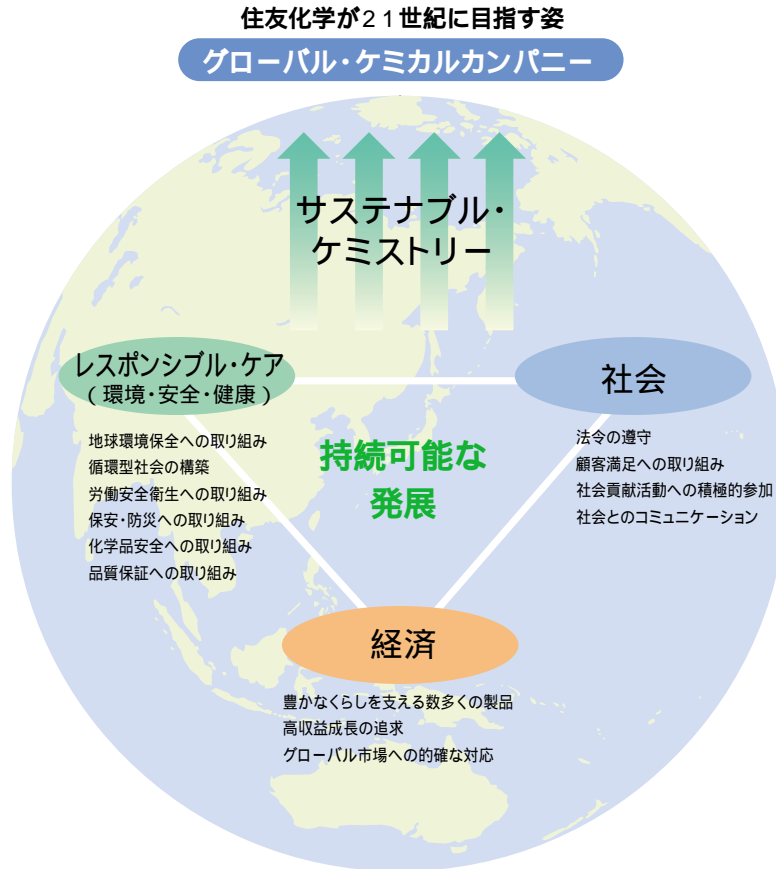 住友化学が21世紀に目指す姿
グローバル・ケミカルカンパニー
サステナブル・
ケミストリー
レスポンシブル・ケア
(環境・安全・健康)
地球環境保全への取り組み
循環型社会の構築
労働安全衛生への取り組み
保安・防災への取り組み
化学品安全への取り組み
品質保証への取り組み
社会
法令の遵守
顧客満足への取り組み
社会貢献活動への積極的参加
社会とのコミュニケーション
持続可能な
発展
経済
豊かなくらしを支える数多くの製品
高収益成長の追求
グローバル市場への的確な対応